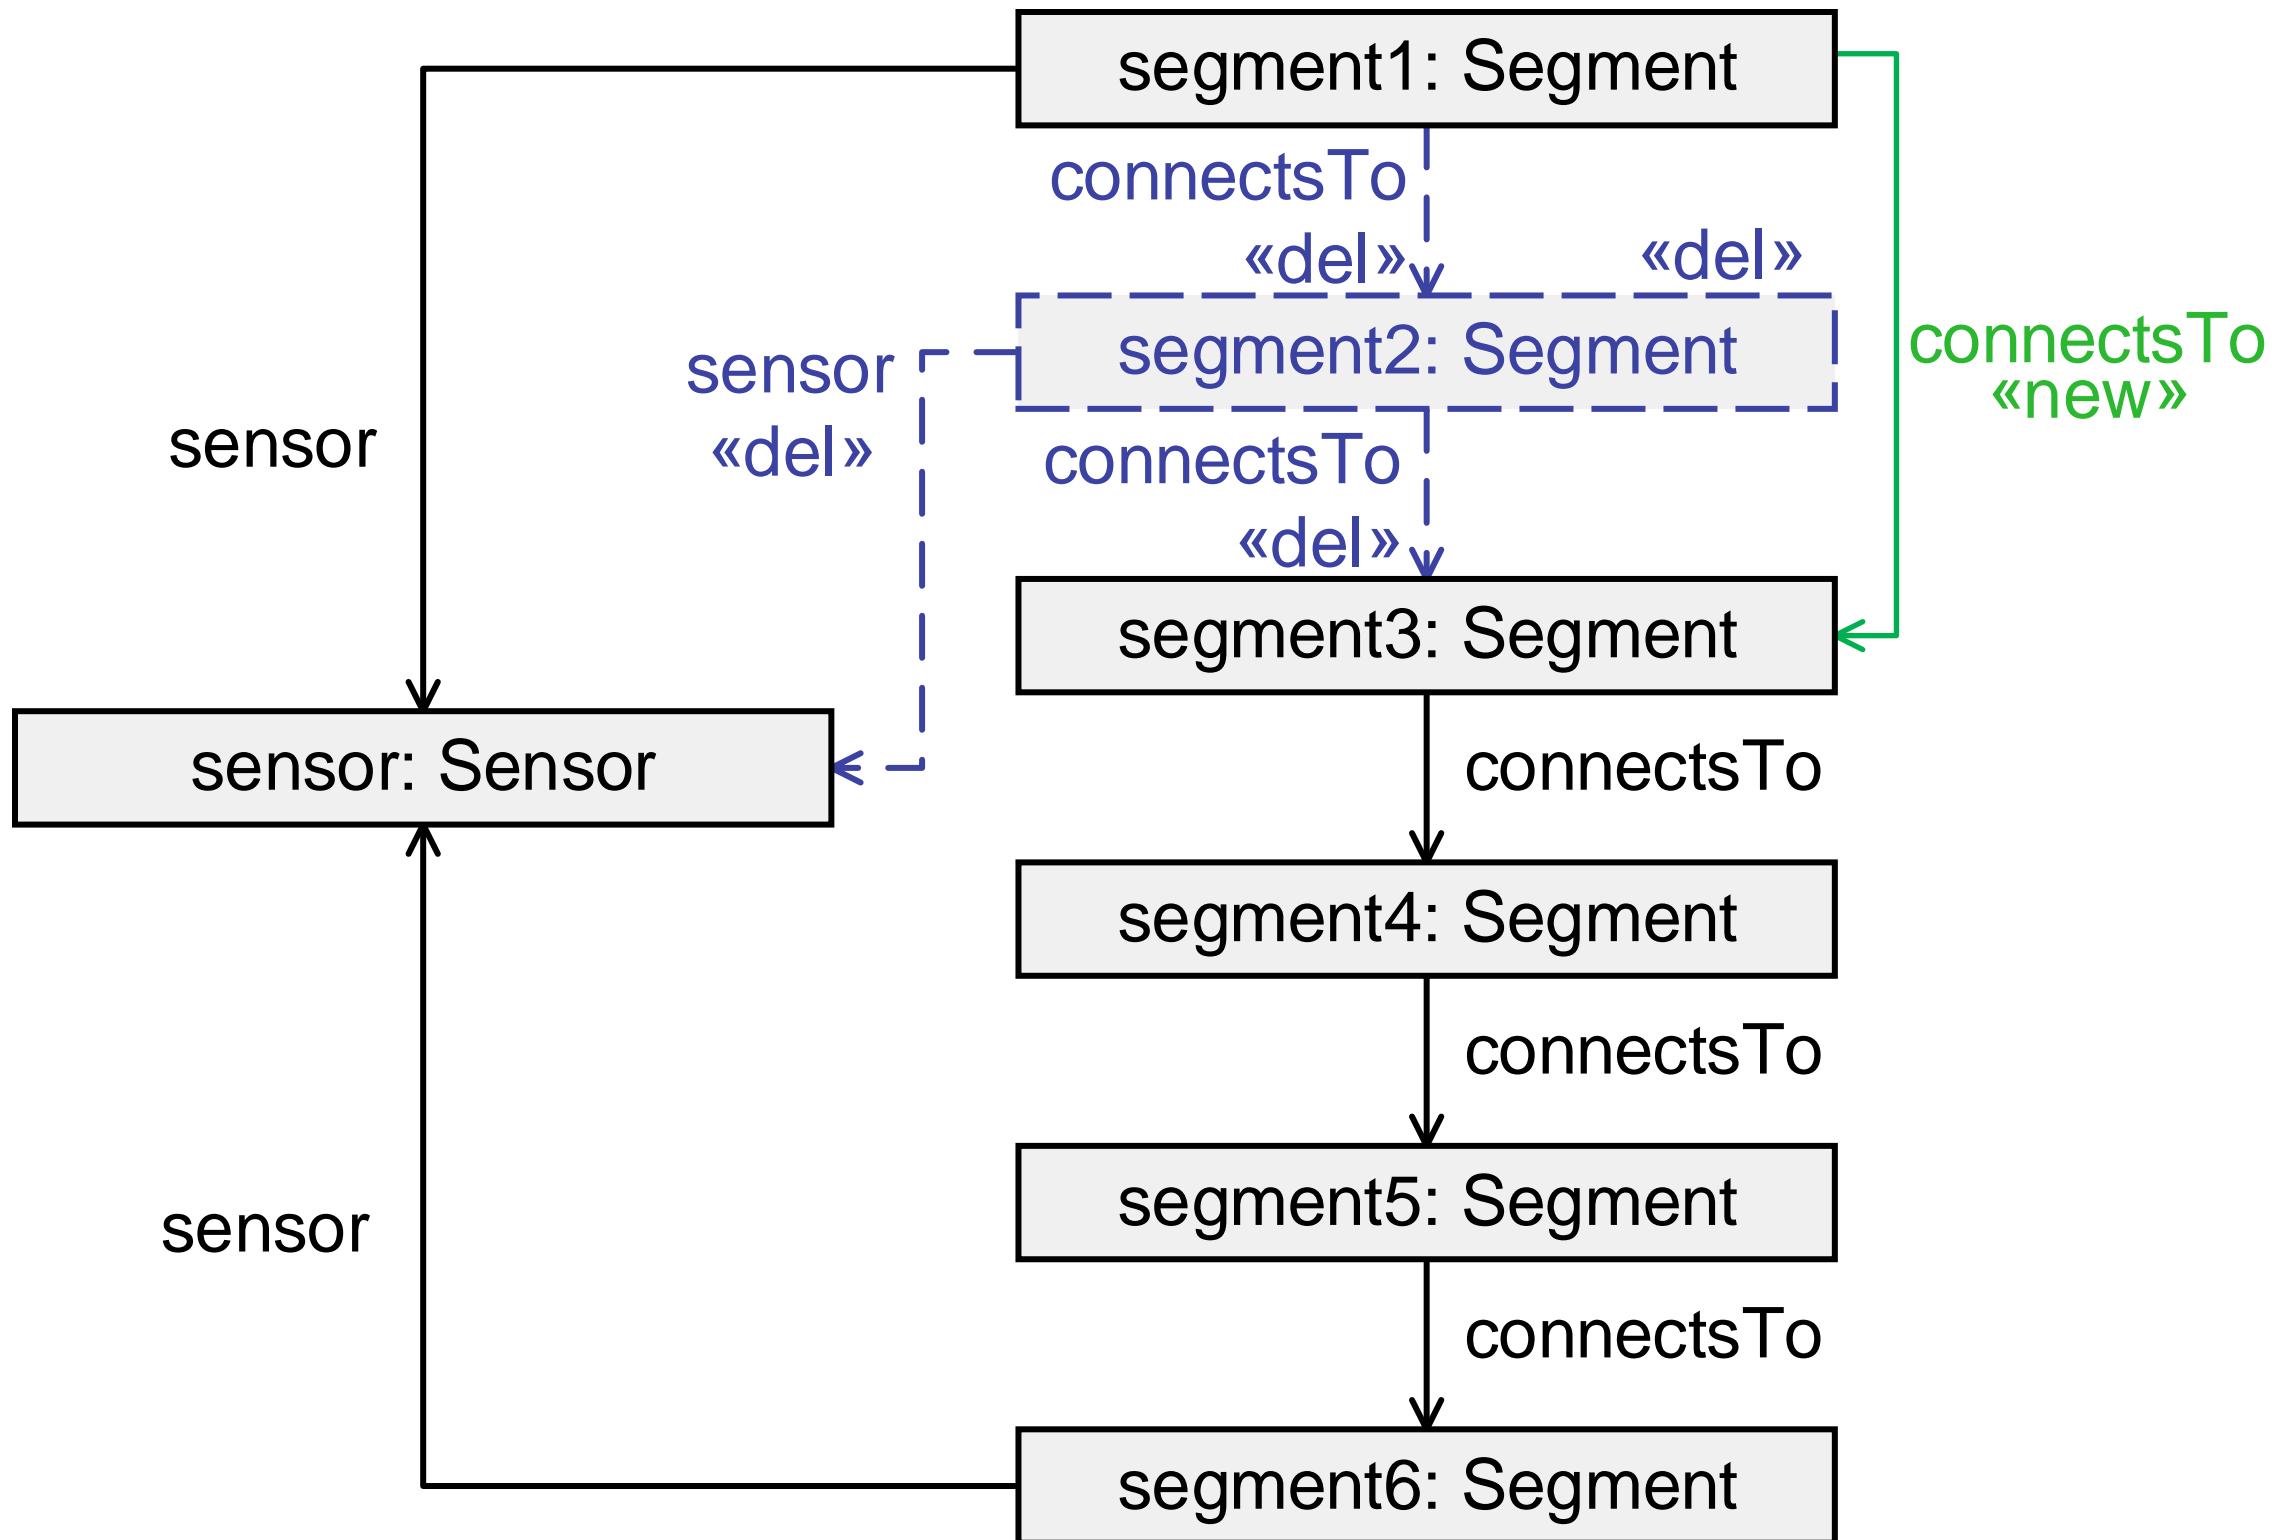 segment1: Segment
connectsTo
«del»
«del»
segment2: Segment
connectsTo
«new»
sensor
«del»
sensor
connectsTo
«del»
segment3: Segment
sensor: Sensor
connectsTo
segment4: Segment
connectsTo
segment5: Segment
sensor
connectsTo
segment6: Segment